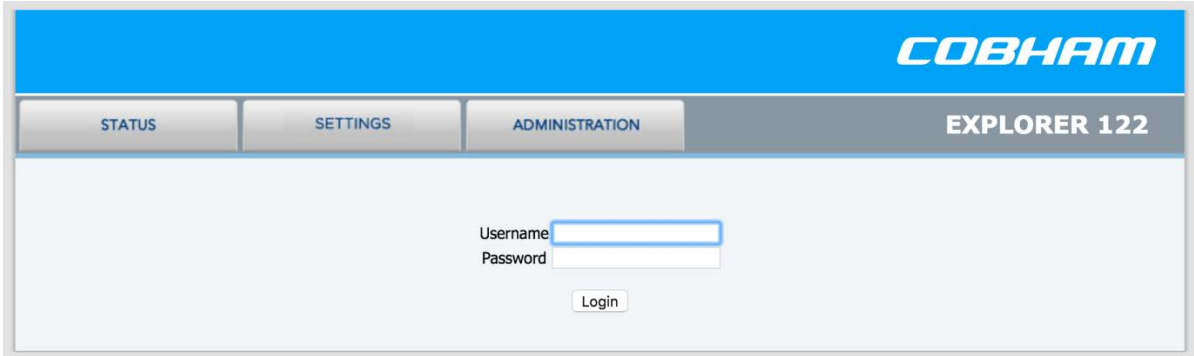 COBHAM
STATUS SETTINGS ADMINISTRATION EXPLORER 122
Username
Password
Login